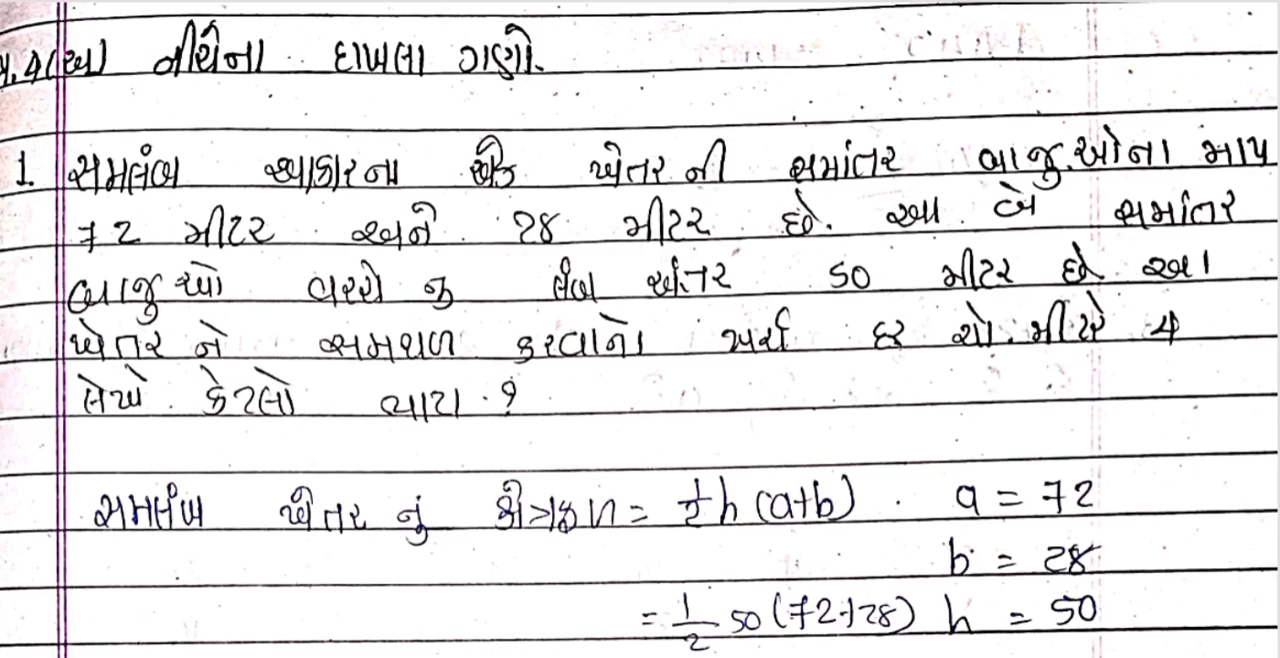 પ્ર.4(અ) નીચેના દાખલા ગણો.
1. સમલંબ આકારના એક ખેતર ની સમાંતર બાજુઓના માપ
72 મીટર અને 28 મીટર છે. આ બે સમાંતર
બાજુઓ વચ્ચે નુ લંબ અંતર 50 મીટર છે આ
ખેતર ને સમથળ કરવાનો ખર્ચ દર ચો.મીટરે 4
લેખે કેટલો થાય ?
સમલંબ ખેતર નું ક્ષેત્રફળ = 1/2 h (a+b) . a = 72
b = 28
= 1/2 50 (72+28) h = 50